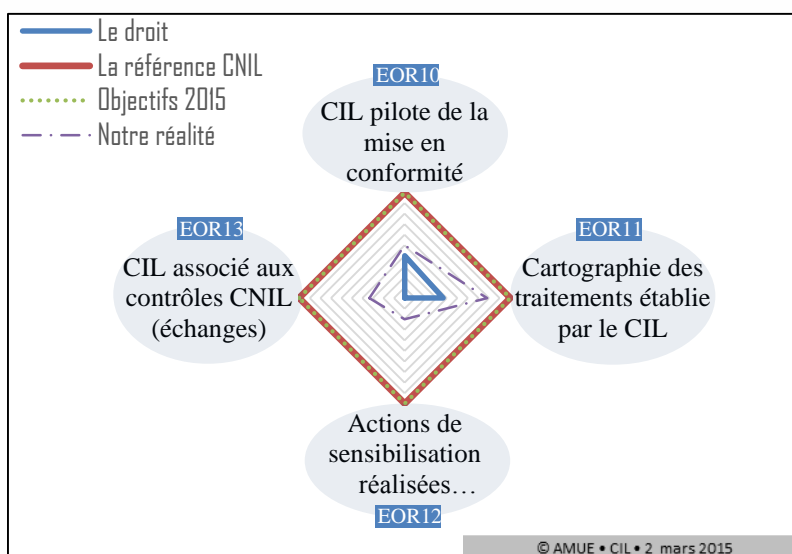 Le droit
La référence CNIL
Objectifs 2015
Notre réalité
EOR10
CIL pilote de la
mise en
conformité
EOR13
CIL associé aux
contrôles CNIL
(échanges)
EOR11
Cartographie des
traitements établie
par le CIL
Actions de
sensibilisation
réalisées…
EOR12
© AMUE • CIL • 2 mars 2015